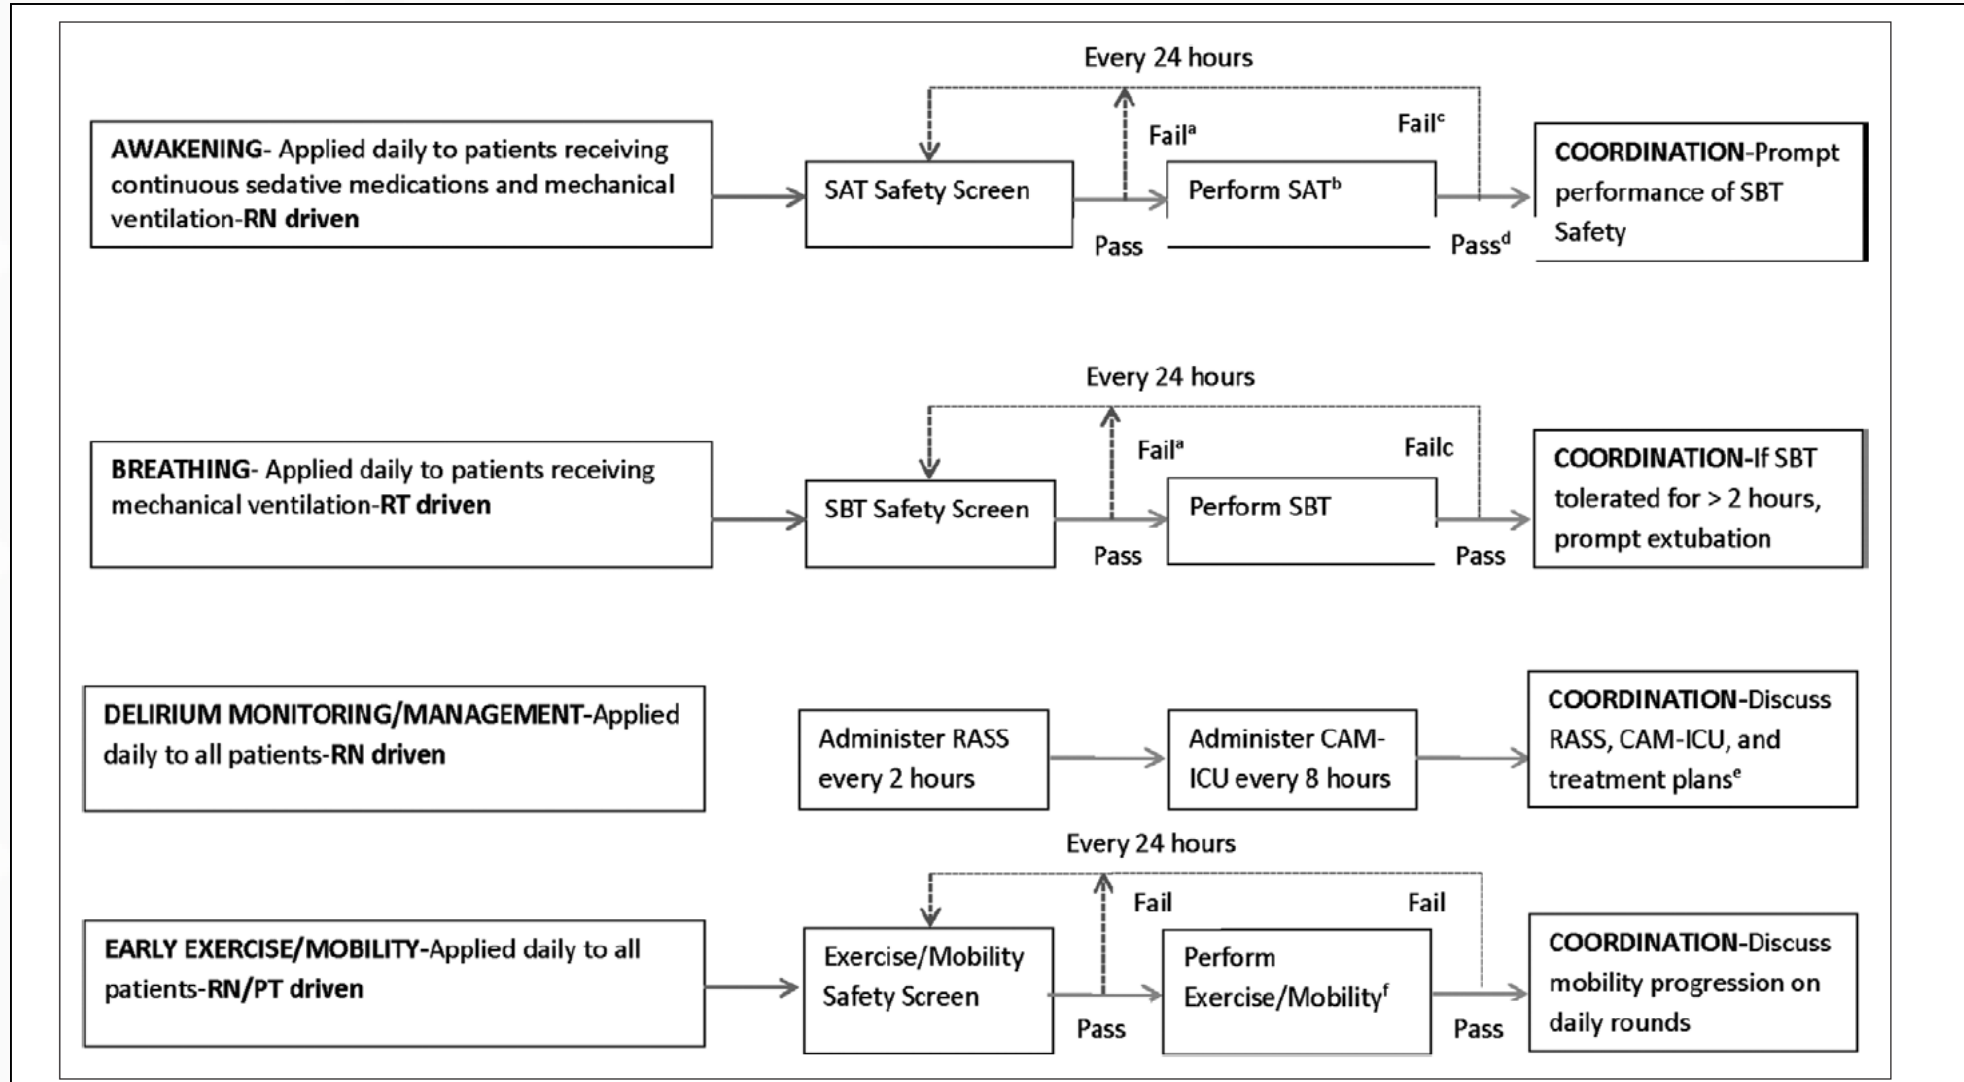 Every 24 hours
AWAKENING- Applied daily to patients receiving
continuous sedative medications and mechanical
ventilation-RN driven
SAT Safety Screen
Failᵃ
Pass
Perform SATᵇ
Failᶜ
Passᵈ
COORDINATION-Prompt
performance of SBT
Safety
Every 24 hours
BREATHING- Applied daily to patients receiving
mechanical ventilation-RT driven
SBT Safety Screen
Failᵃ
Pass
Perform SBT
Failc
Pass
COORDINATION-If SBT
tolerated for > 2 hours,
prompt extubation
DELIRIUM MONITORING/MANAGEMENT-Applied
daily to all patients-RN driven
Administer RASS
every 2 hours
Administer CAM-
ICU every 8 hours
COORDINATION-Discuss
RASS, CAM-ICU, and
treatment plansᵉ
Every 24 hours
EARLY EXERCISE/MOBILITY-Applied daily to all
patients-RN/PT driven
Exercise/Mobility
Safety Screen
Fail
Pass
Perform
Exercise/Mobilityᶠ
Fail
Pass
COORDINATION-Discuss
mobility progression on
daily rounds